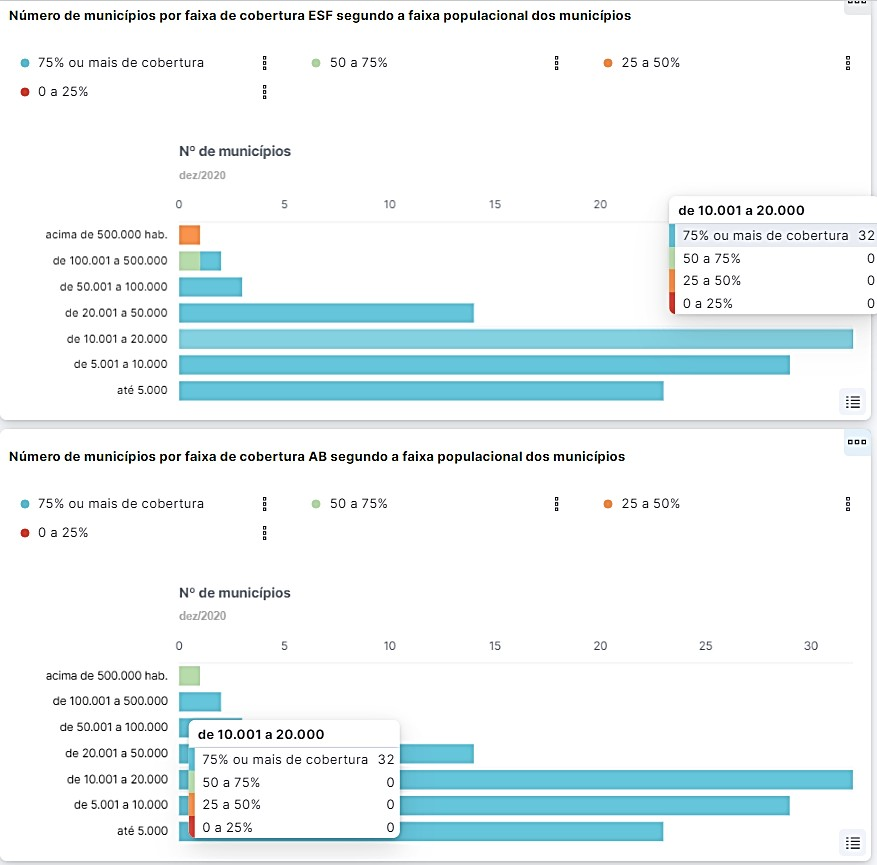 Número de municípios por faixa de cobertura ESF segundo a faixa populacional dos municípios
75% ou mais de cobertura
50 a 75%
25 a 50%
0 a 25%
Nº de municípios
dez/2020
0 5 10 15 20
de 10.001 a 20.000
75% ou mais de cobertura 32
50 a 75% 0
25 a 50% 0
0 a 25% 0
acima de 500.000 hab.
de 100.001 a 500.000
de 50.001 a 100.000
de 20.001 a 50.000
de 10.001 a 20.000
de 5.001 a 10.000
até 5.000
Número de municípios por faixa de cobertura AB segundo a faixa populacional dos municípios
75% ou mais de cobertura
50 a 75%
25 a 50%
0 a 25%
Nº de municípios
dez/2020
0 5 10 15 20 25 30
acima de 500.000 hab.
de 100.001 a 500.000
de 50.001 a 100.000
de 20.001 a 50.000
de 10.001 a 20.000
de 5.001 a 10.000
até 5.000
de 10.001 a 20.000
75% ou mais de cobertura 32
50 a 75% 0
25 a 50% 0
0 a 25% 0